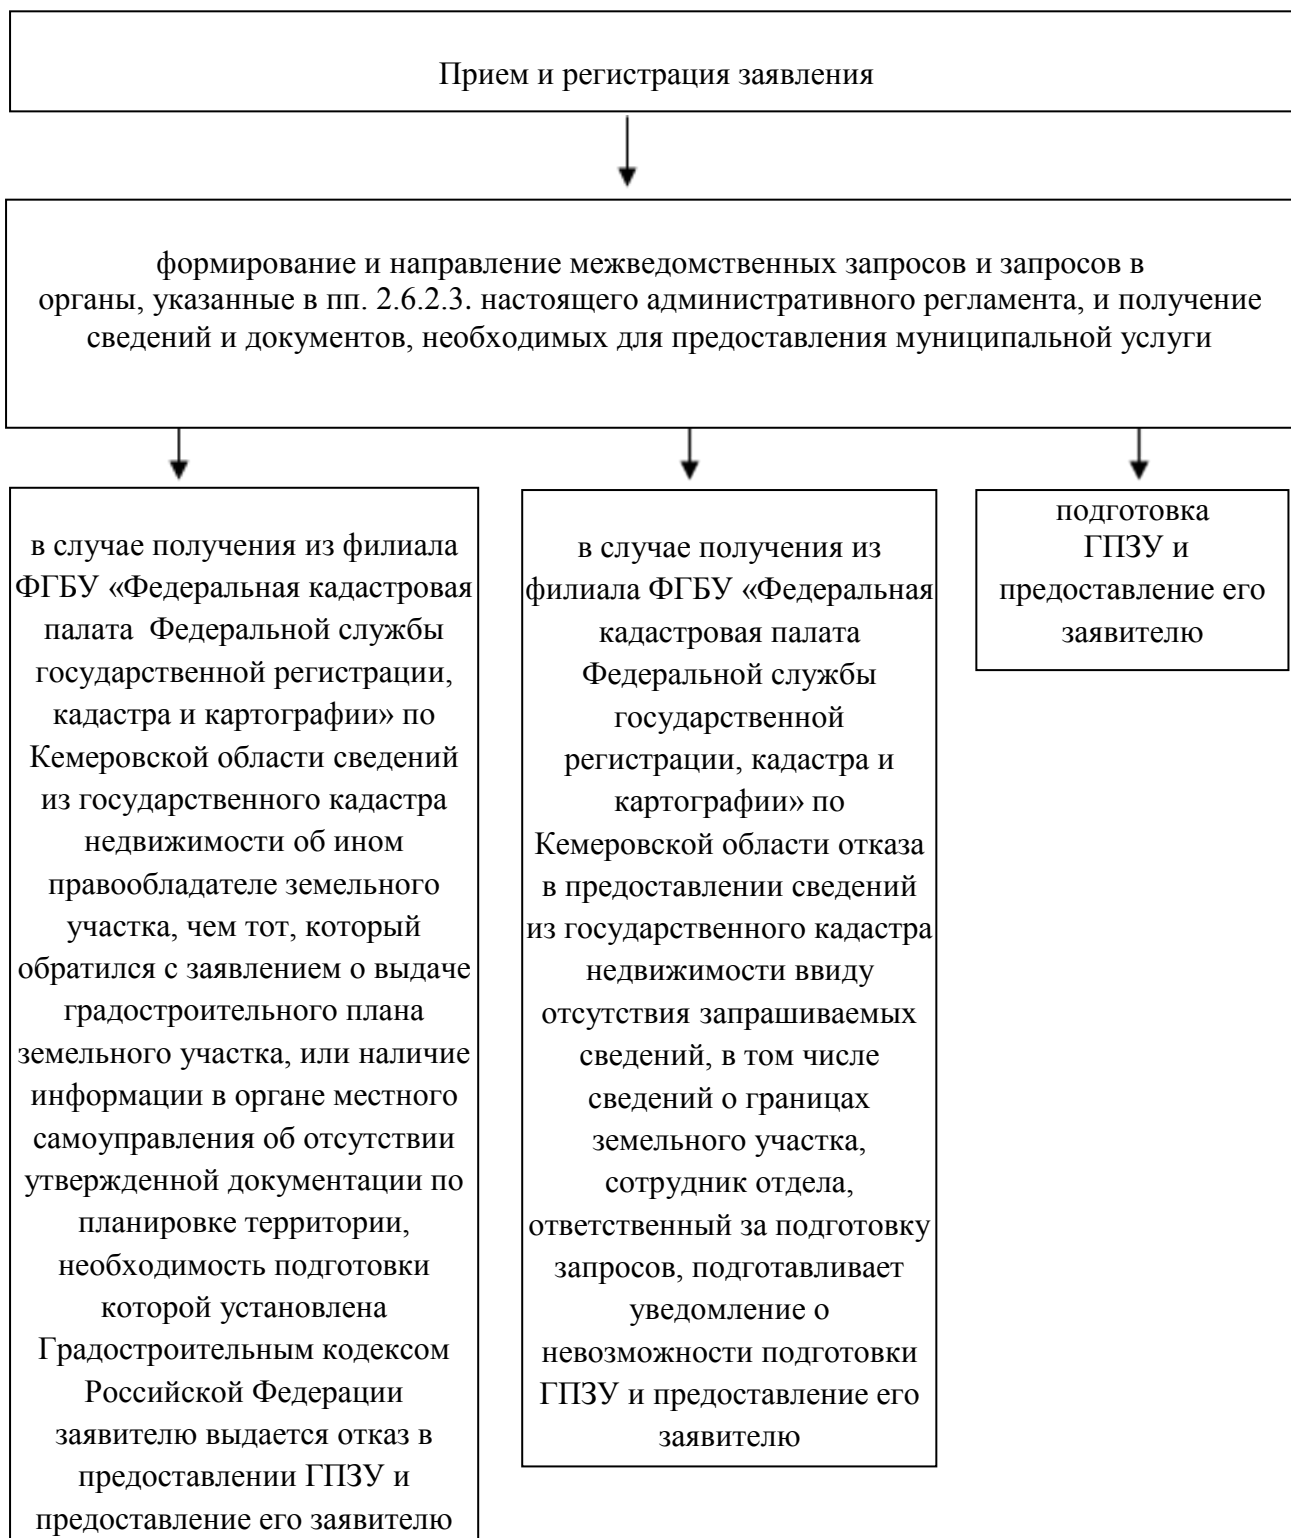 Прием и регистрация заявления
формирование и направление межведомственных запросов и запросов в
органы, указанные в пп. 2.6.2.3. настоящего административного регламента, и получение
сведений и документов, необходимых для предоставления муниципальной услуги
в случае получения из филиала
ФГБУ «Федеральная кадастровая
палата Федеральной службы
государственной регистрации,
кадастра и картографии» по
Кемеровской области сведений
из государственного кадастра
недвижимости об ином
правообладателе земельного
участка, чем тот, который
обратился с заявлением о выдаче
градостроительного плана
земельного участка, или наличие
информации в органе местного
самоуправления об отсутствии
утвержденной документации по
планировке территории,
необходимость подготовки
которой установлена
Градостроительным кодексом
Российской Федерации
заявителю выдается отказ в
предоставлении ГПЗУ и
предоставление его заявителю
в случае получения из
филиала ФГБУ «Федеральная
кадастровая палата
Федеральной службы
государственной
регистрации, кадастра и
картографии» по
Кемеровской области отказа
в предоставлении сведений
из государственного кадастра
недвижимости ввиду
отсутствия запрашиваемых
сведений, в том числе
сведений о границах
земельного участка,
сотрудник отдела,
ответственный за подготовку
запросов, подготавливает
уведомление о
невозможности подготовки
ГПЗУ и предоставление его
заявителю
подготовка
ГПЗУ и
предоставление его
заявителю